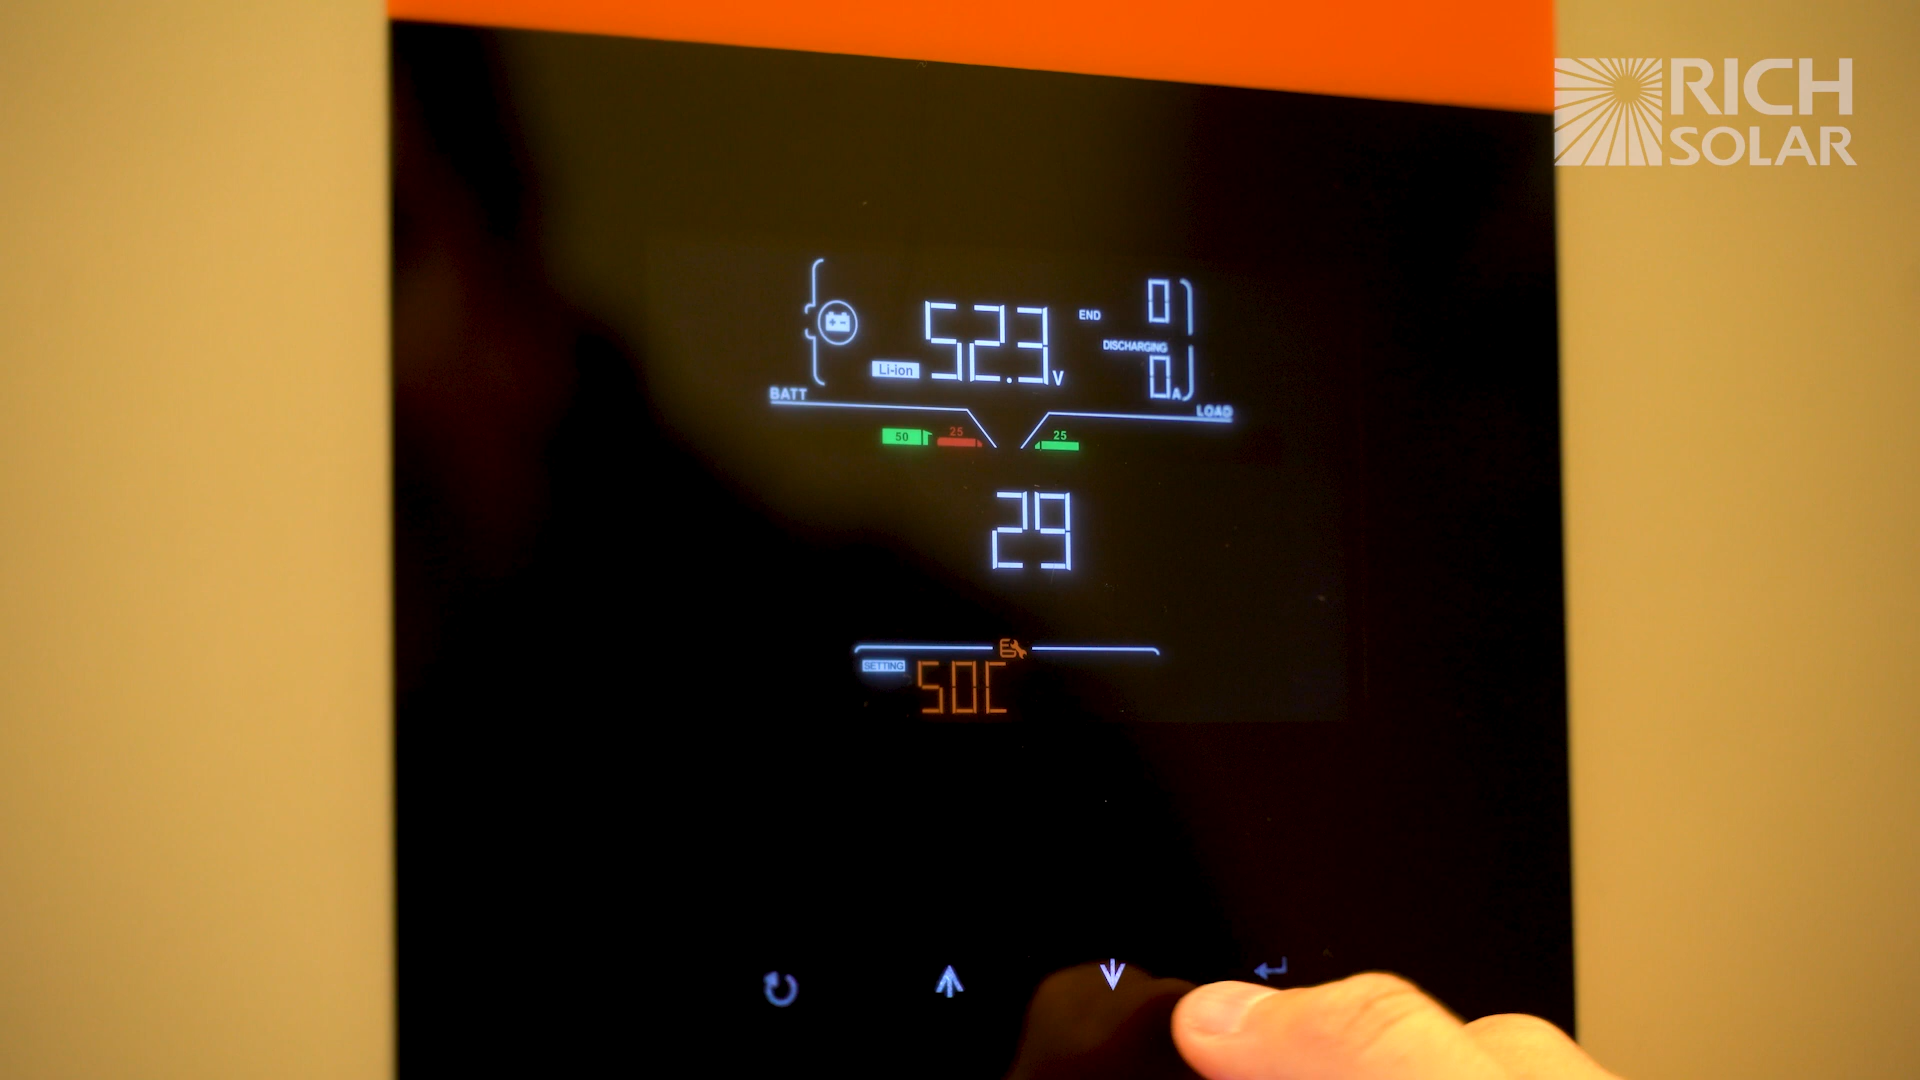 RICH
SOLAR
END 0
52.3V
DISCHARGING
Li-ion
0A
BATT
LOAD
50 25 25
29
SETTING SOC